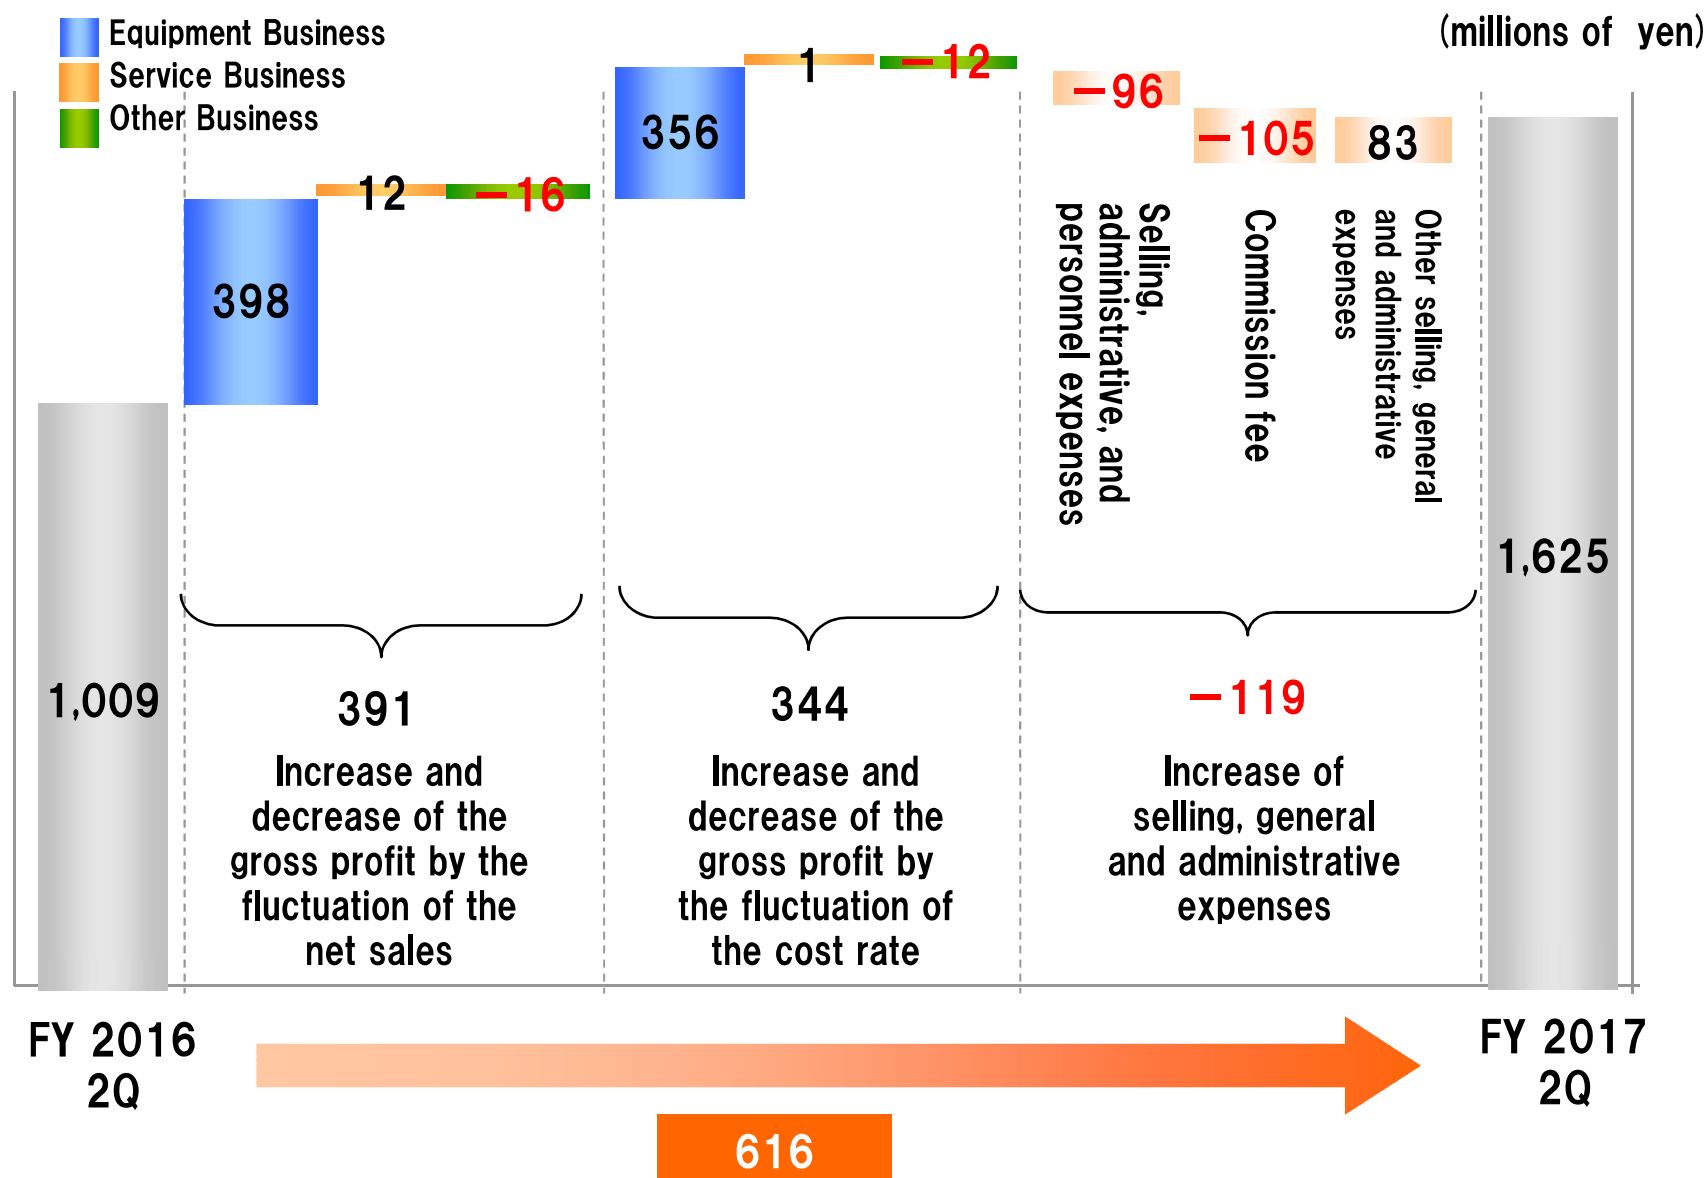 Equipment Business
Service Business
Other Business
(millions of yen)
398
12
−16
356
1
−12
−96
−105
83
Selling,
administrative, and
personnel expenses
Commission fee
Other selling, general
and administrative
expenses
1,009
1,625
391
Increase and
decrease of the
gross profit by the
fluctuation of the
net sales
344
Increase and
decrease of the
gross profit by
the fluctuation of
the cost rate
−119
Increase of
selling, general
and administrative
expenses
FY 2016
2Q
FY 2017
2Q
616